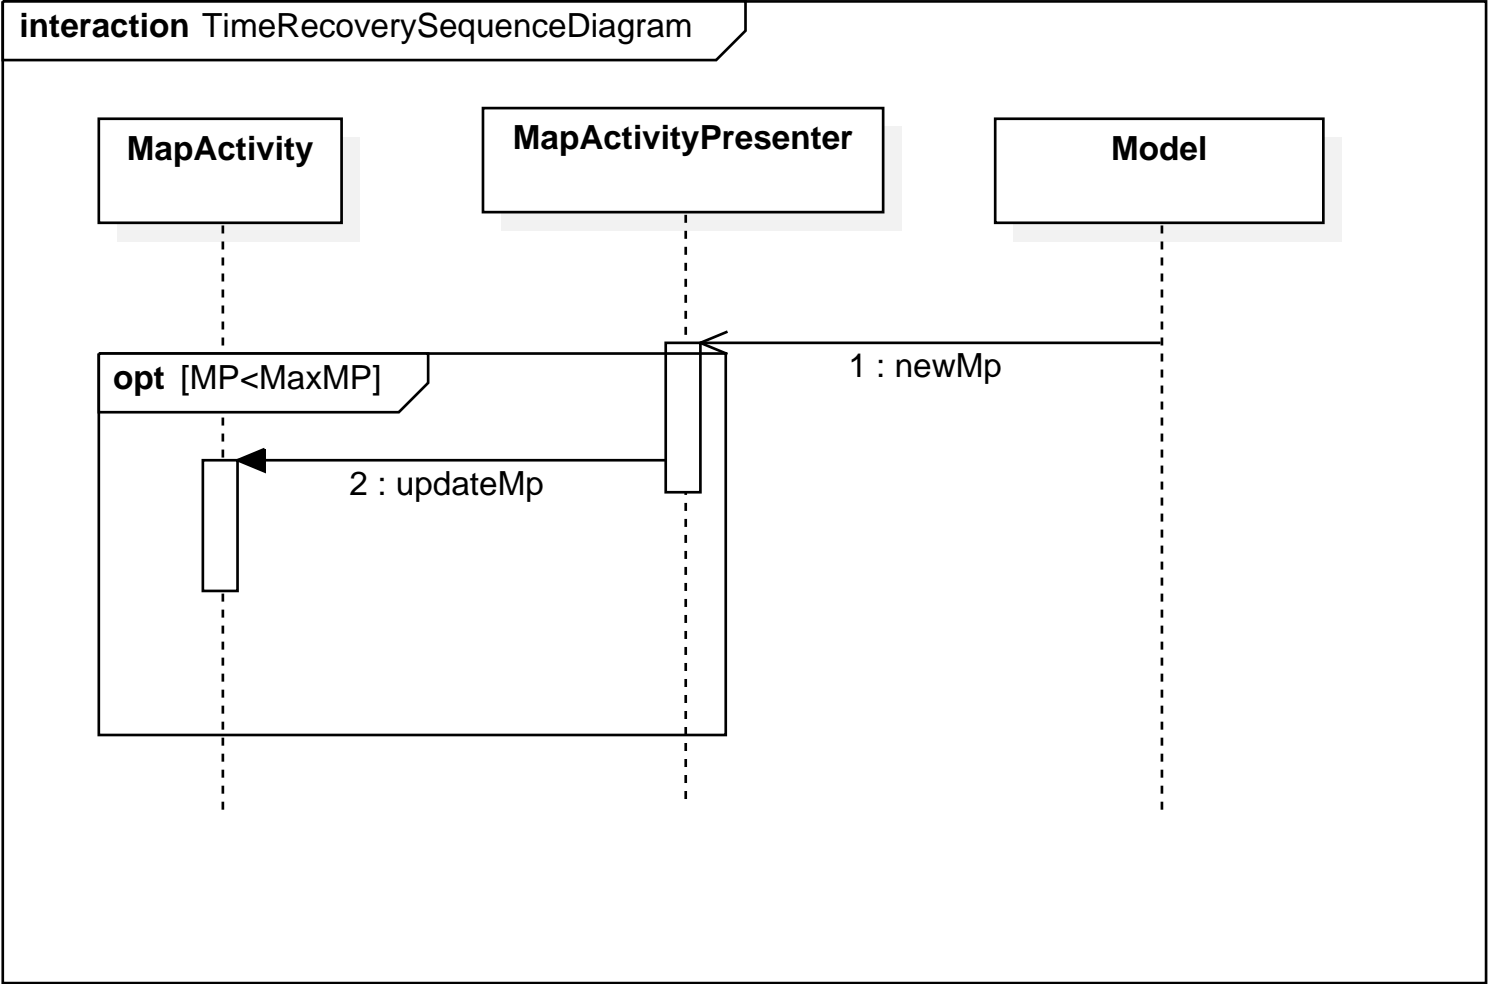 interaction TimeRecoverySequenceDiagram
MapActivity
MapActivityPresenter
Model
1 : newMp
opt [MP<MaxMP]
2 : updateMp